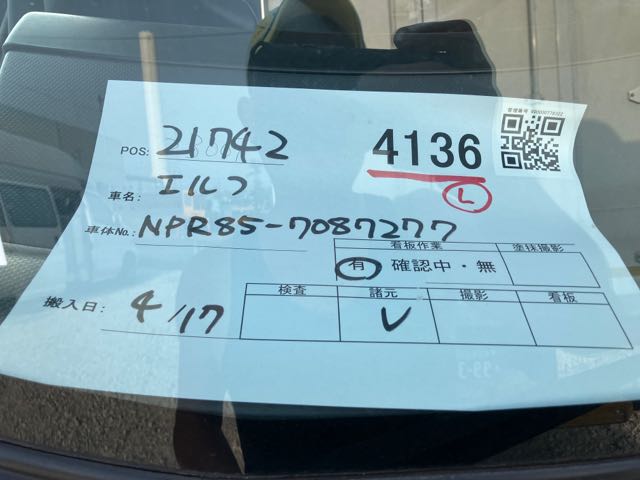 POS: 21742
4136
L
車名: エルフ
車体No.: NPR85-7087277
看板作業
塗抹撮影
有 確認中・無
搬入日: 4/17
検査 諸元 撮影 看板
レ